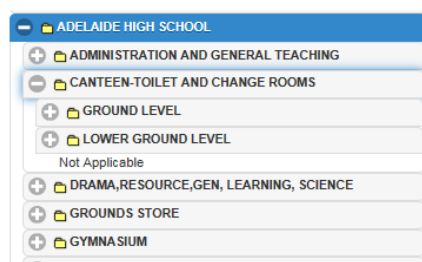 ADELAIDE HIGH SCHOOL
ADMINISTRATION AND GENERAL TEACHING
CANTEEN-TOILET AND CHANGE ROOMS
GROUND LEVEL
LOWER GROUND LEVEL
Not Applicable
DRAMA,RESOURCE,GEN, LEARNING, SCIENCE
GROUNDS STORE
GYMNASIUM